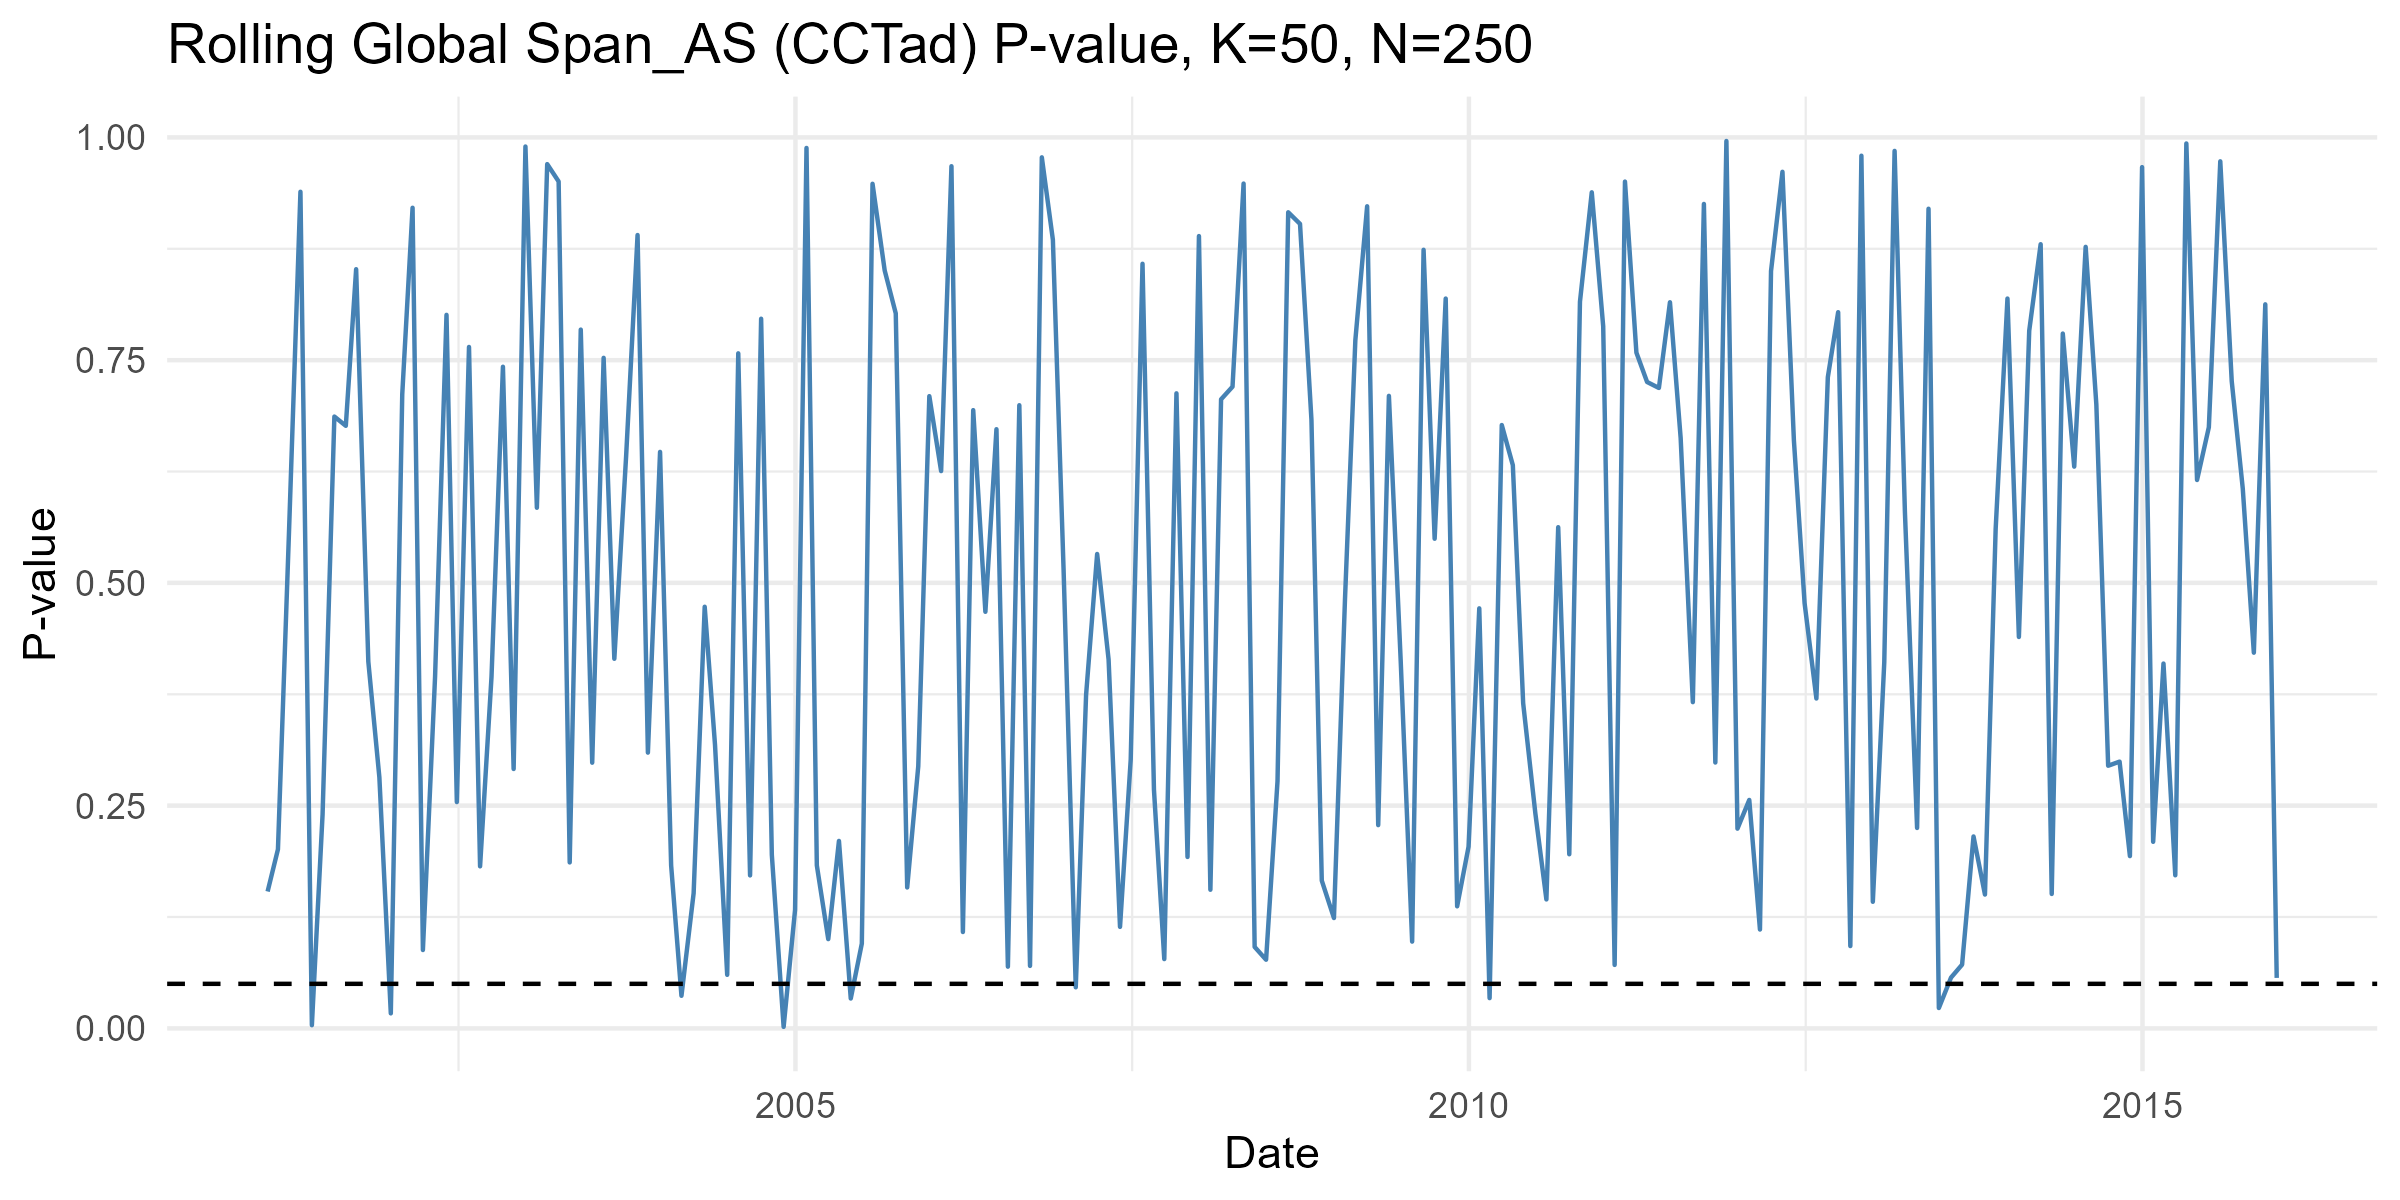 Rolling Global Span_AS (CCTad) P-value, K=50, N=250
1.00
0.75
0.50
0.25
0.00
P-value
2005
2010
2015
Date